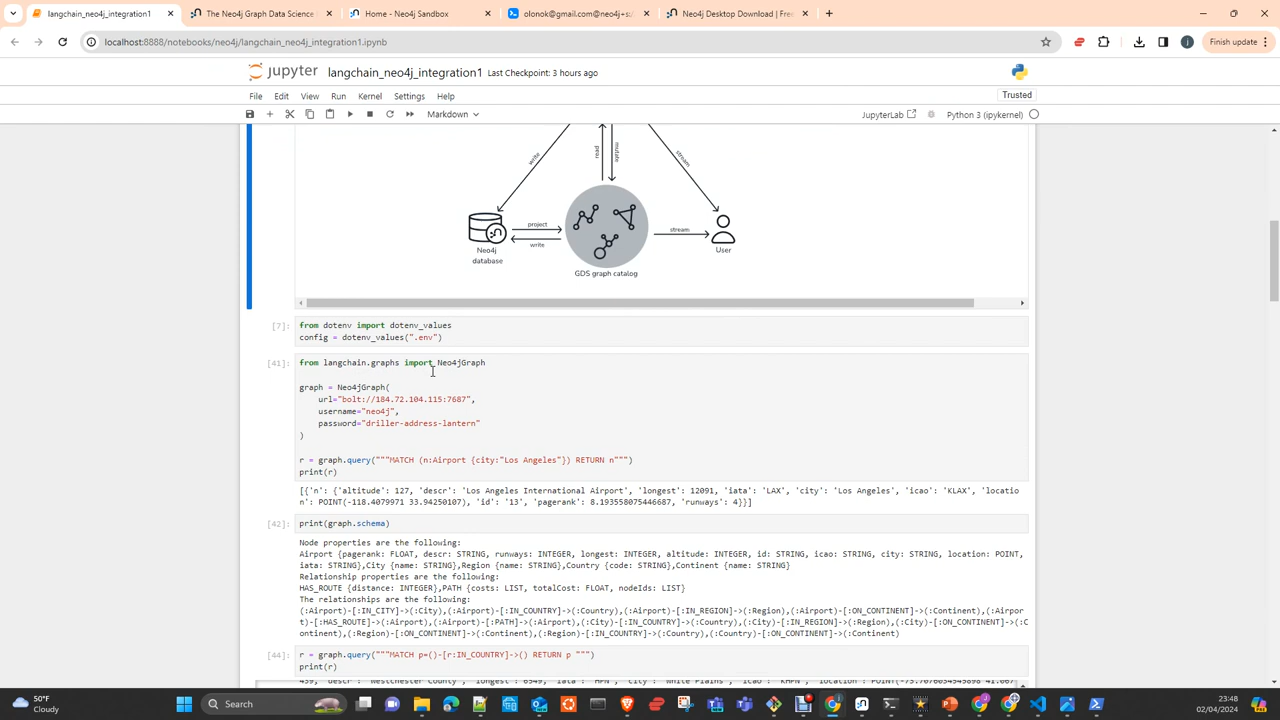 langchain_neo4j_integration1
The Neo4j Graph Data Science
Home - Neo4j Sandbox
olonok@gmail.com@neo4j+s:/
Neo4j Desktop Download | Free
localhost:8888/notebooks/neo4j/langchain_neo4j_integration1.ipynb
Finish update
jupyter langchain_neo4j_integration1 Last Checkpoint: 3 hours ago
File Edit View Run Kernel Settings Help
Trusted
Markdown
JupyterLab
Python 3 (ipykernel)
write
read
mutate
stream
project
write
stream
Neo4j
database
User
GDS graph catalog
[7]:
from dotenv import dotenv_values
config = dotenv_values(".env")
[41]:
from langchain.graphs import Neo4jGraph
graph = Neo4jGraph(
url="bolt://184.72.104.115:7687",
username="neo4j",
password="driller-address-lantern"
)
r = graph.query("""MATCH (n:Airport {city:"Los Angeles"}) RETURN n""")
print(r)
[{'n': {'altitude': 127, 'descr': 'Los Angeles International Airport', 'longest': 12091, 'iata': 'LAX', 'city': 'Los Angeles', 'icao': 'KLAX', 'locatio
n': POINT(-118.4079971 33.94250107), 'id': '13', 'pagerank': 8.193558075446687, 'runways': 4}}]
[42]:
print(graph.schema)
Node properties are the following:
Airport {pagerank: FLOAT, descr: STRING, runways: INTEGER, longest: INTEGER, altitude: INTEGER, id: STRING, icao: STRING, city: STRING, location: POINT,
iata: STRING},City {name: STRING},Region {name: STRING},Country {code: STRING},Continent {name: STRING}
Relationship properties are the following:
HAS_ROUTE {distance: INTEGER},PATH {costs: LIST, totalCost: FLOAT, nodeIds: LIST}
The relationships are the following:
(:Airport)-[:IN_CITY]->(:City),(:Airport)-[:IN_COUNTRY]->(:Country),(:Airport)-[:IN_REGION]->(:Region),(:Airport)-[:ON_CONTINENT]->(:Continent),(:Airpor
t)-[:HAS_ROUTE]->(:Airport),(:Airport)-[:PATH]->(:Airport),(:City)-[:IN_COUNTRY]->(:Country),(:City)-[:IN_REGION]->(:Region),(:City)-[:ON_CONTINENT]->(:C
ontinent),(:Region)-[:ON_CONTINENT]->(:Continent),(:Region)-[:IN_COUNTRY]->(:Country),(:Country)-[:ON_CONTINENT]->(:Continent)
[44]:
r = graph.query("""MATCH p=()-[r:IN_COUNTRY]->() RETURN p """)
print(r)
50°F
Cloudy
Search
23:48
02/04/2024